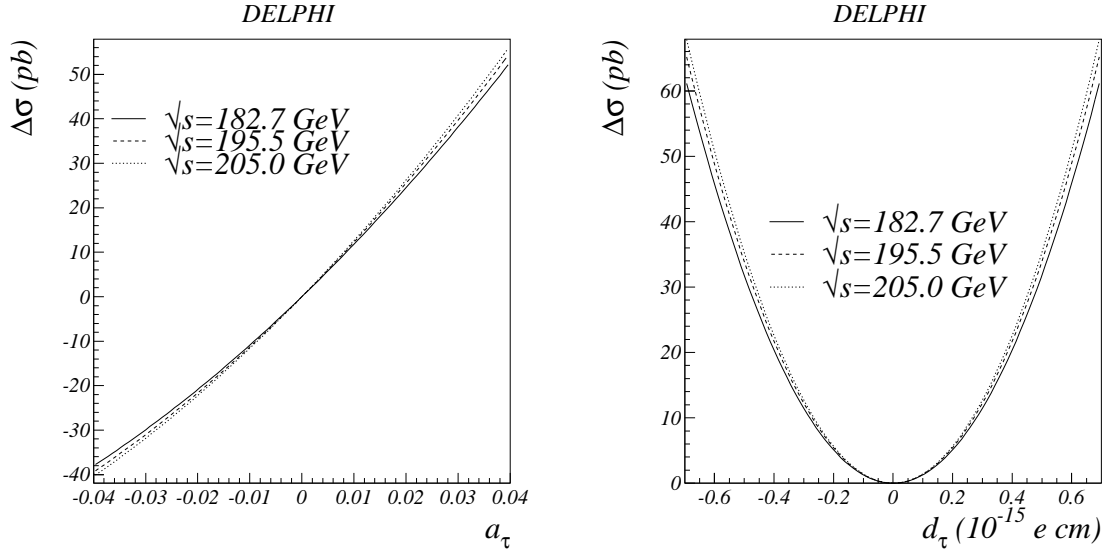 DELPHI
Δσ (pb)
50
40
30
20
10
0
-10
-20
-30
-40
√s=182.7 GeV
√s=195.5 GeV
√s=205.0 GeV
-0.04 -0.03 -0.02 -0.01 0 0.01 0.02 0.03 0.04
aτ
DELPHI
Δσ (pb)
60
50
40
30
20
10
0
√s=182.7 GeV
√s=195.5 GeV
√s=205.0 GeV
-0.6 -0.4 -0.2 0 0.2 0.4 0.6
dτ (10⁻¹⁵ e cm)